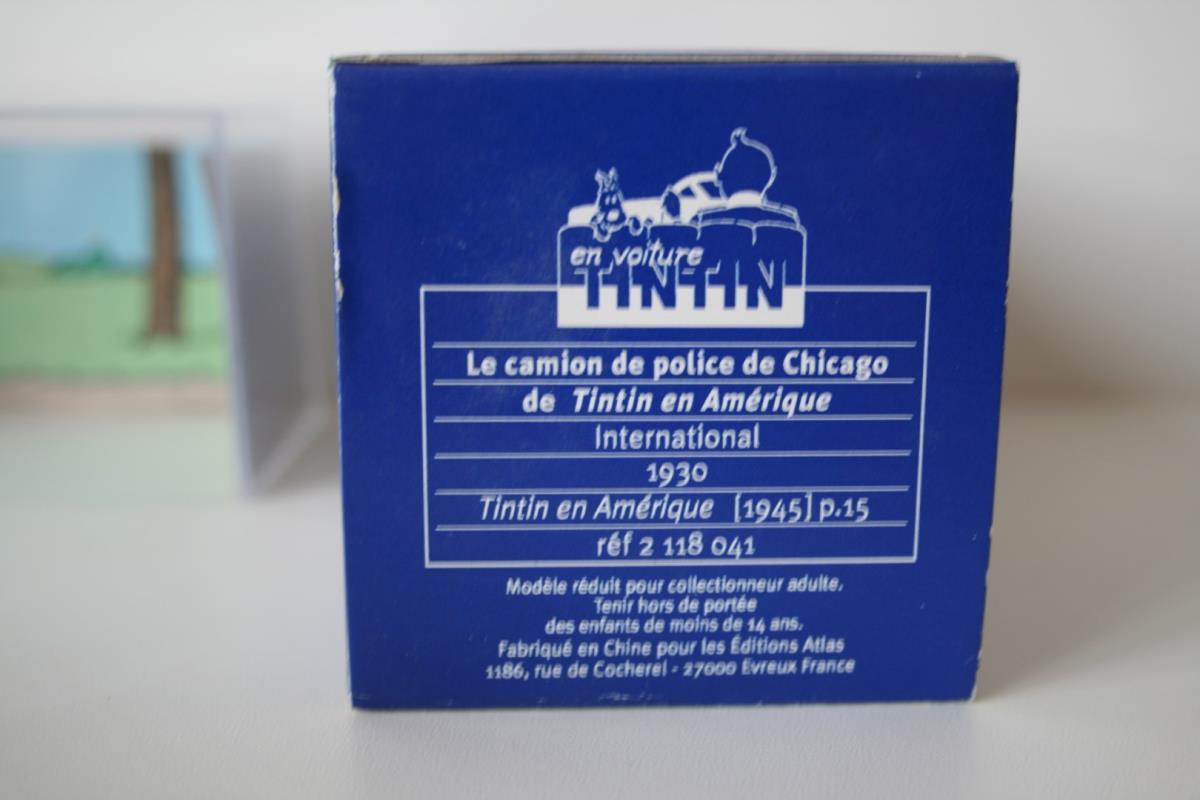 en voiture
TINTIN
Le camion de police de Chicago
de Tintin en Amérique
International
1930
Tintin en Amérique [1945] p.15
réf 2 118 041
Modèle réduit pour collectionneur adulte.
Tenir hors de portée
des enfants de moins de 14 ans.
Fabriqué en Chine pour les Éditions Atlas
1186, rue de Cocherel - 27000 Evreux France